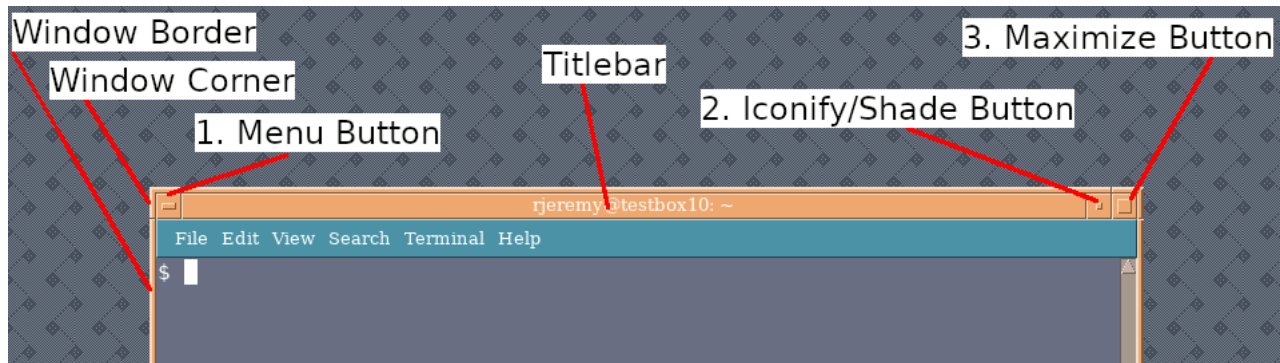 Window Border
3. Maximize Button
Titlebar
Window Corner
2. Iconify/Shade Button
1. Menu Button
rjeremy@testbox10: ~
File Edit View Search Terminal Help
$